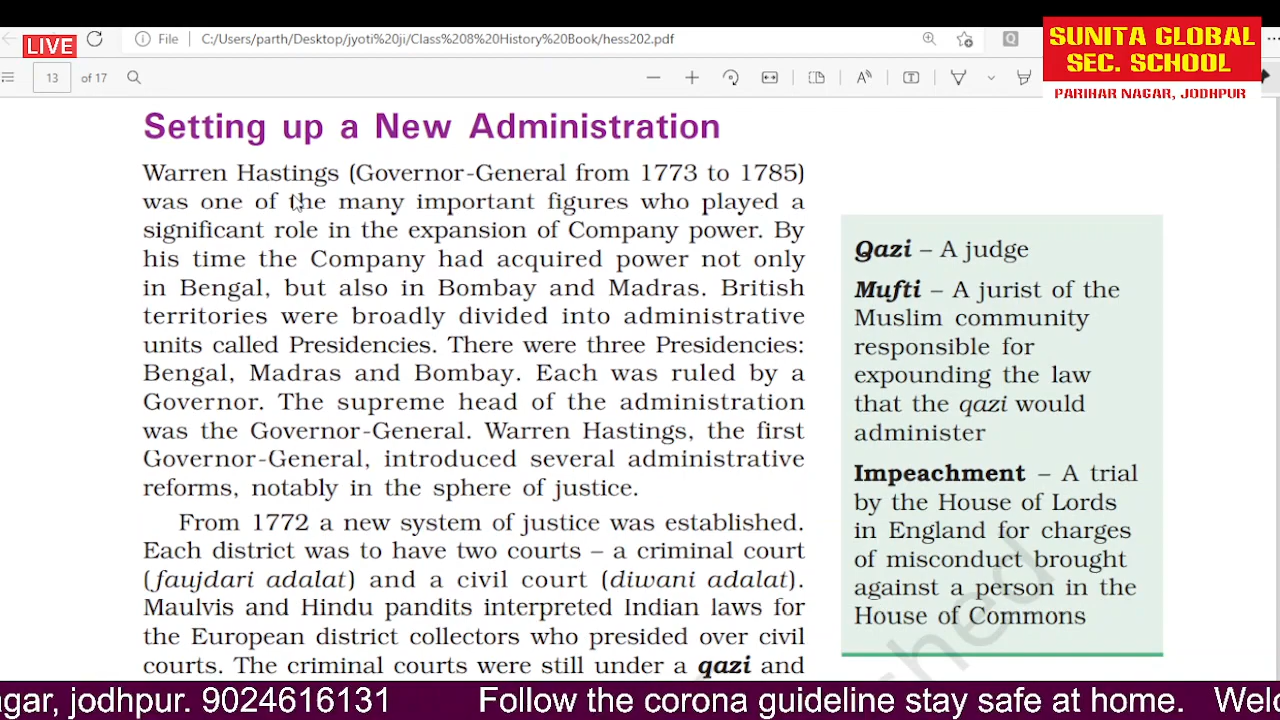 LIVE
File
C:/Users/parth/Desktop/jyoti%20ji/Class%208%20History%20Book/hess202.pdf
SUNITA GLOBAL
SEC. SCHOOL
PARIHAR NAGAR, JODHPUR
13 of 17
Setting up a New Administration
Warren Hastings (Governor-General from 1773 to 1785)
was one of the many important figures who played a
significant role in the expansion of Company power. By
his time the Company had acquired power not only
in Bengal, but also in Bombay and Madras. British
territories were broadly divided into administrative
units called Presidencies. There were three Presidencies:
Bengal, Madras and Bombay. Each was ruled by a
Governor. The supreme head of the administration
was the Governor-General. Warren Hastings, the first
Governor-General, introduced several administrative
reforms, notably in the sphere of justice.
From 1772 a new system of justice was established.
Each district was to have two courts – a criminal court
(faujdari adalat) and a civil court (diwani adalat).
Maulvis and Hindu pandits interpreted Indian laws for
the European district collectors who presided over civil
courts. The criminal courts were still under a qazi and
Qazi – A judge
Mufti – A jurist of the
Muslim community
responsible for
expounding the law
that the qazi would
administer
Impeachment – A trial
by the House of Lords
in England for charges
of misconduct brought
against a person in the
House of Commons
agar, jodhpur. 9024616131 Follow the corona guideline stay safe at home. Welc